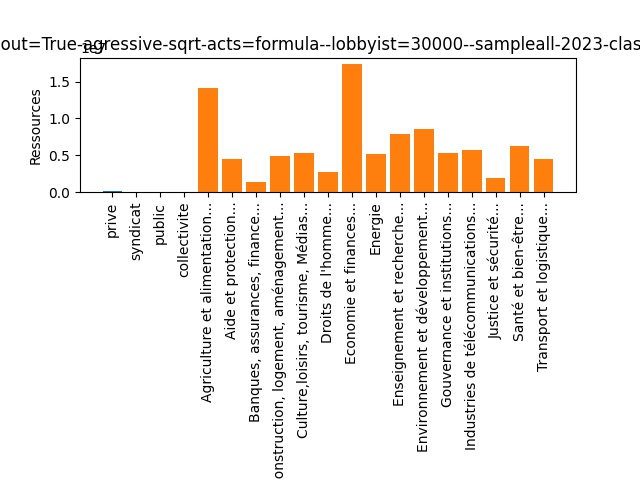 out=True-agressive-sqrt-acts=formula--lobbyist=30000--sampleall-2023-clas
1e7
Ressources
1.5
1.0
0.5
0.0
prive
syndicat
public
collectivite
Agriculture et alimentation...
Aide et protection...
Banques, assurances, finance...
onstruction, logement, aménagement...
Culture,loisirs, tourisme, Médias...
Droits de l'homme...
Economie et finances...
Energie
Enseignement et recherche...
Environnement et développement...
Gouvernance et institutions...
Industries de télécommunications...
Justice et sécurité...
Santé et bien-être...
Transport et logistique...